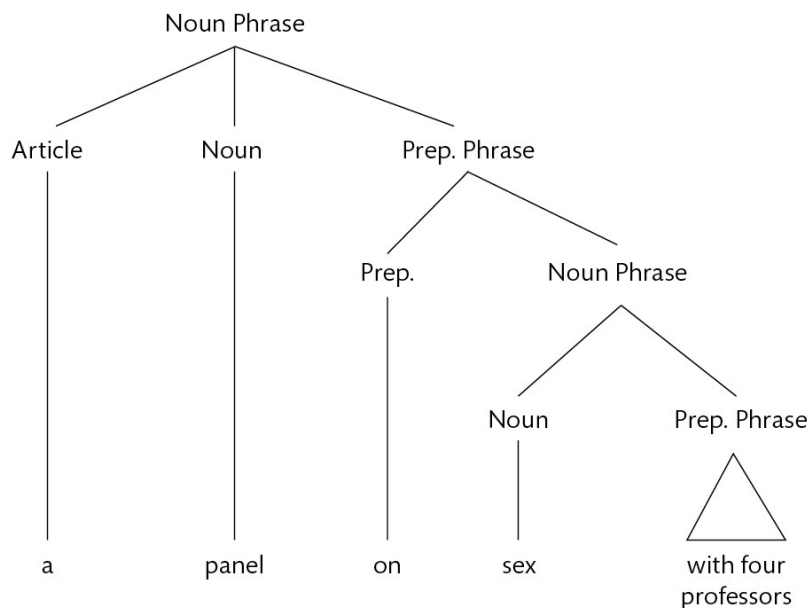 Noun Phrase
Article Noun Prep. Phrase
Prep. Noun Phrase
Noun Prep. Phrase
a panel on sex with four
professors